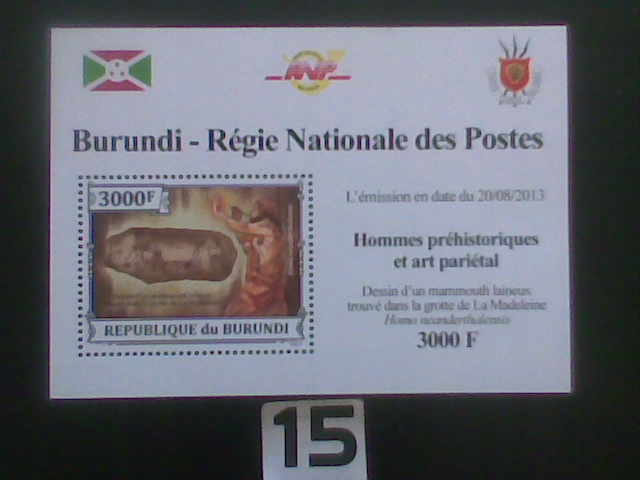 RNP
Burundi - Régie Nationale des Postes
3000F
REPUBLIQUE du BURUNDI
L'émission en date du 20/08/2013
Hommes préhistoriques
et art pariétal
Dessin d'un mammouth laineux
trouvé dans la grotte de La Madeleine
Homo neanderthalensis
3000 F
15